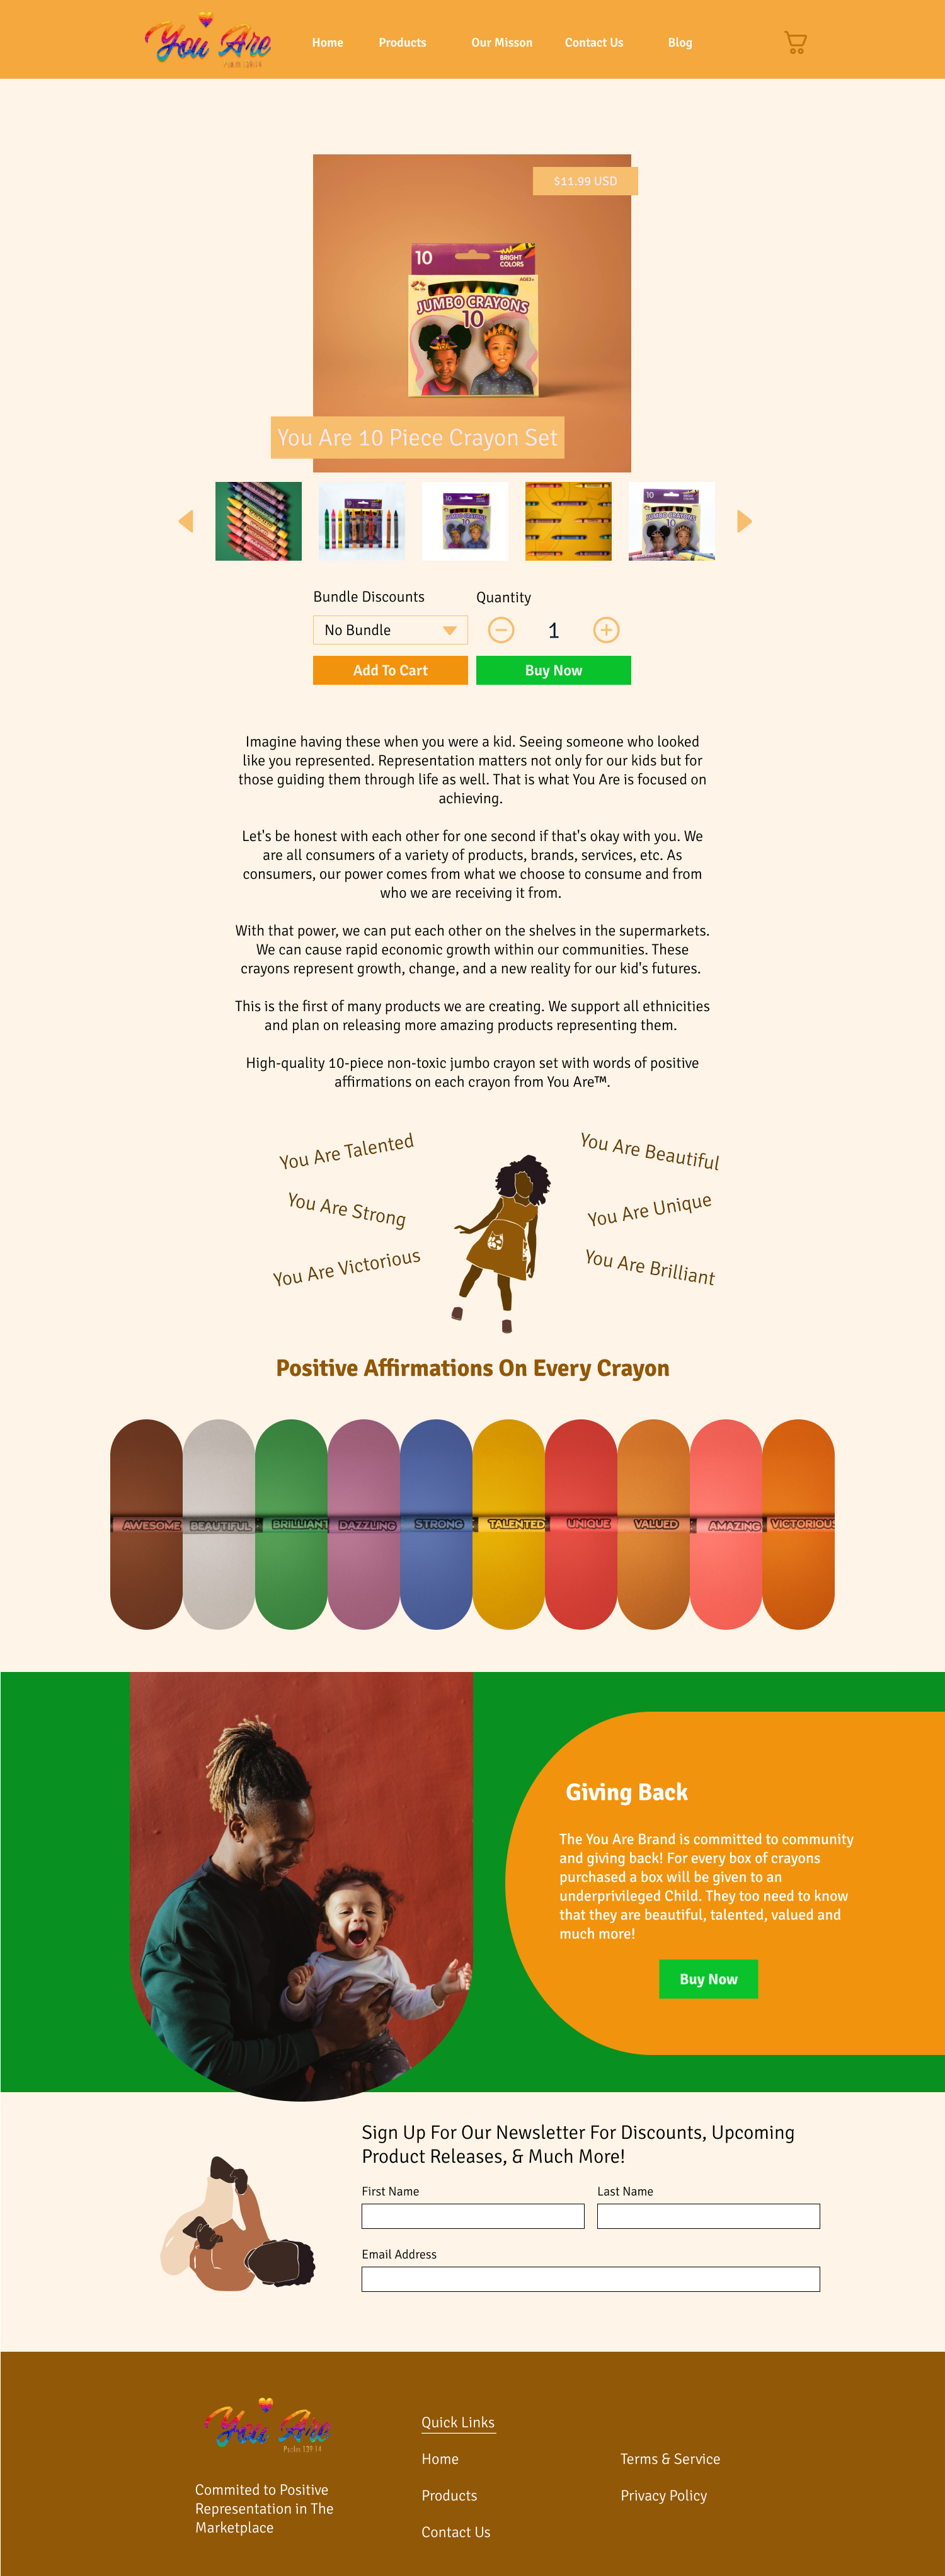 You Are
Home
Products
Our Misson
Contact Us
Blog
$11.99 USD
10
BRIGHT
COLORS
AGES3+
JUMBO CRAYONS
10
You Are 10 Piece Crayon Set
Bundle Discounts
Quantity
No Bundle
1
Add To Cart
Buy Now
Imagine having these when you were a kid. Seeing someone who looked
like you represented. Representation matters not only for our kids but for
those guiding them through life as well. That is what You Are is focused on
achieving.
Let's be honest with each other for one second if that's okay with you. We
are all consumers of a variety of products, brands, services, etc. As
consumers, our power comes from what we choose to consume and from
who we are receiving it from.
With that power, we can put each other on the shelves in the supermarkets.
We can cause rapid economic growth within our communities. These
crayons represent growth, change, and a new reality for our kid's futures.
This is the first of many products we are creating. We support all ethnicities
and plan on releasing more amazing products representing them.
High-quality 10-piece non-toxic jumbo crayon set with words of positive
affirmations on each crayon from You Are™.
You Are Talented
You Are Beautiful
You Are Strong
You Are Unique
You Are Victorious
You Are Brilliant
Positive Affirmations On Every Crayon
AWESOME
BEAUTIFUL
BRILLIANT
DAZZLING
STRONG
TALENTED
UNIQUE
VALUED
AMAZING
VICTORIOUS
Giving Back
The You Are Brand is committed to community
and giving back! For every box of crayons
purchased a box will be given to an
underprivileged Child. They too need to know
that they are beautiful, talented, valued and
much more!
Buy Now
Sign Up For Our Newsletter For Discounts, Upcoming
Product Releases, & Much More!
First Name
Last Name
Email Address
You Are
Psalm 139:14
Commited to Positive
Representation in The
Marketplace
Quick Links
Home
Terms & Service
Products
Privacy Policy
Contact Us